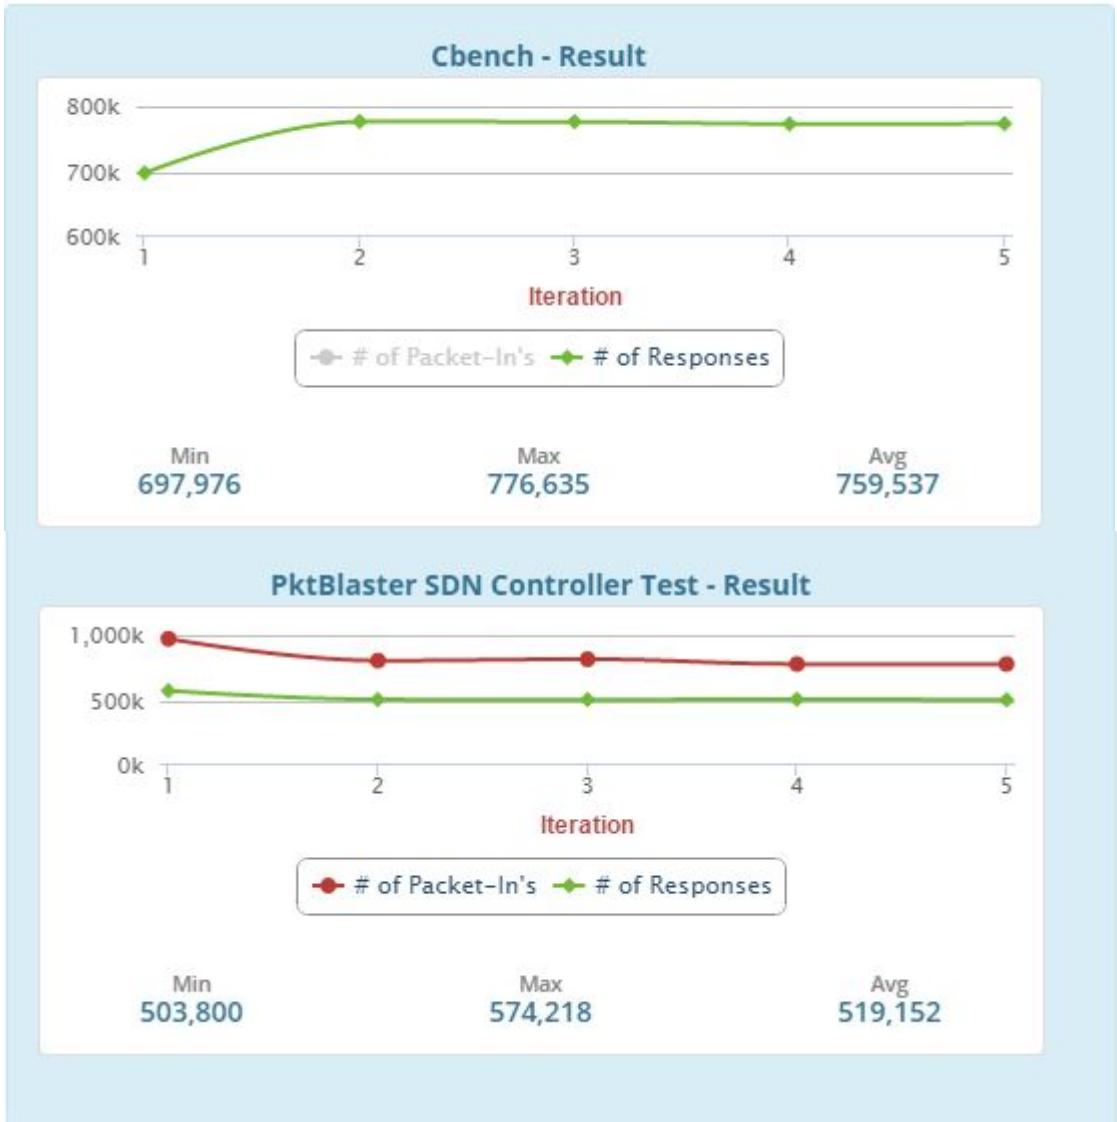 Cbench - Result
800k
700k
600k
1 2 3 4 5
Iteration
# of Packet-In's # of Responses
Min Max Avg
697,976 776,635 759,537
PktBlaster SDN Controller Test - Result
1,000k
500k
0k
1 2 3 4 5
Iteration
# of Packet-In's # of Responses
Min Max Avg
503,800 574,218 519,152